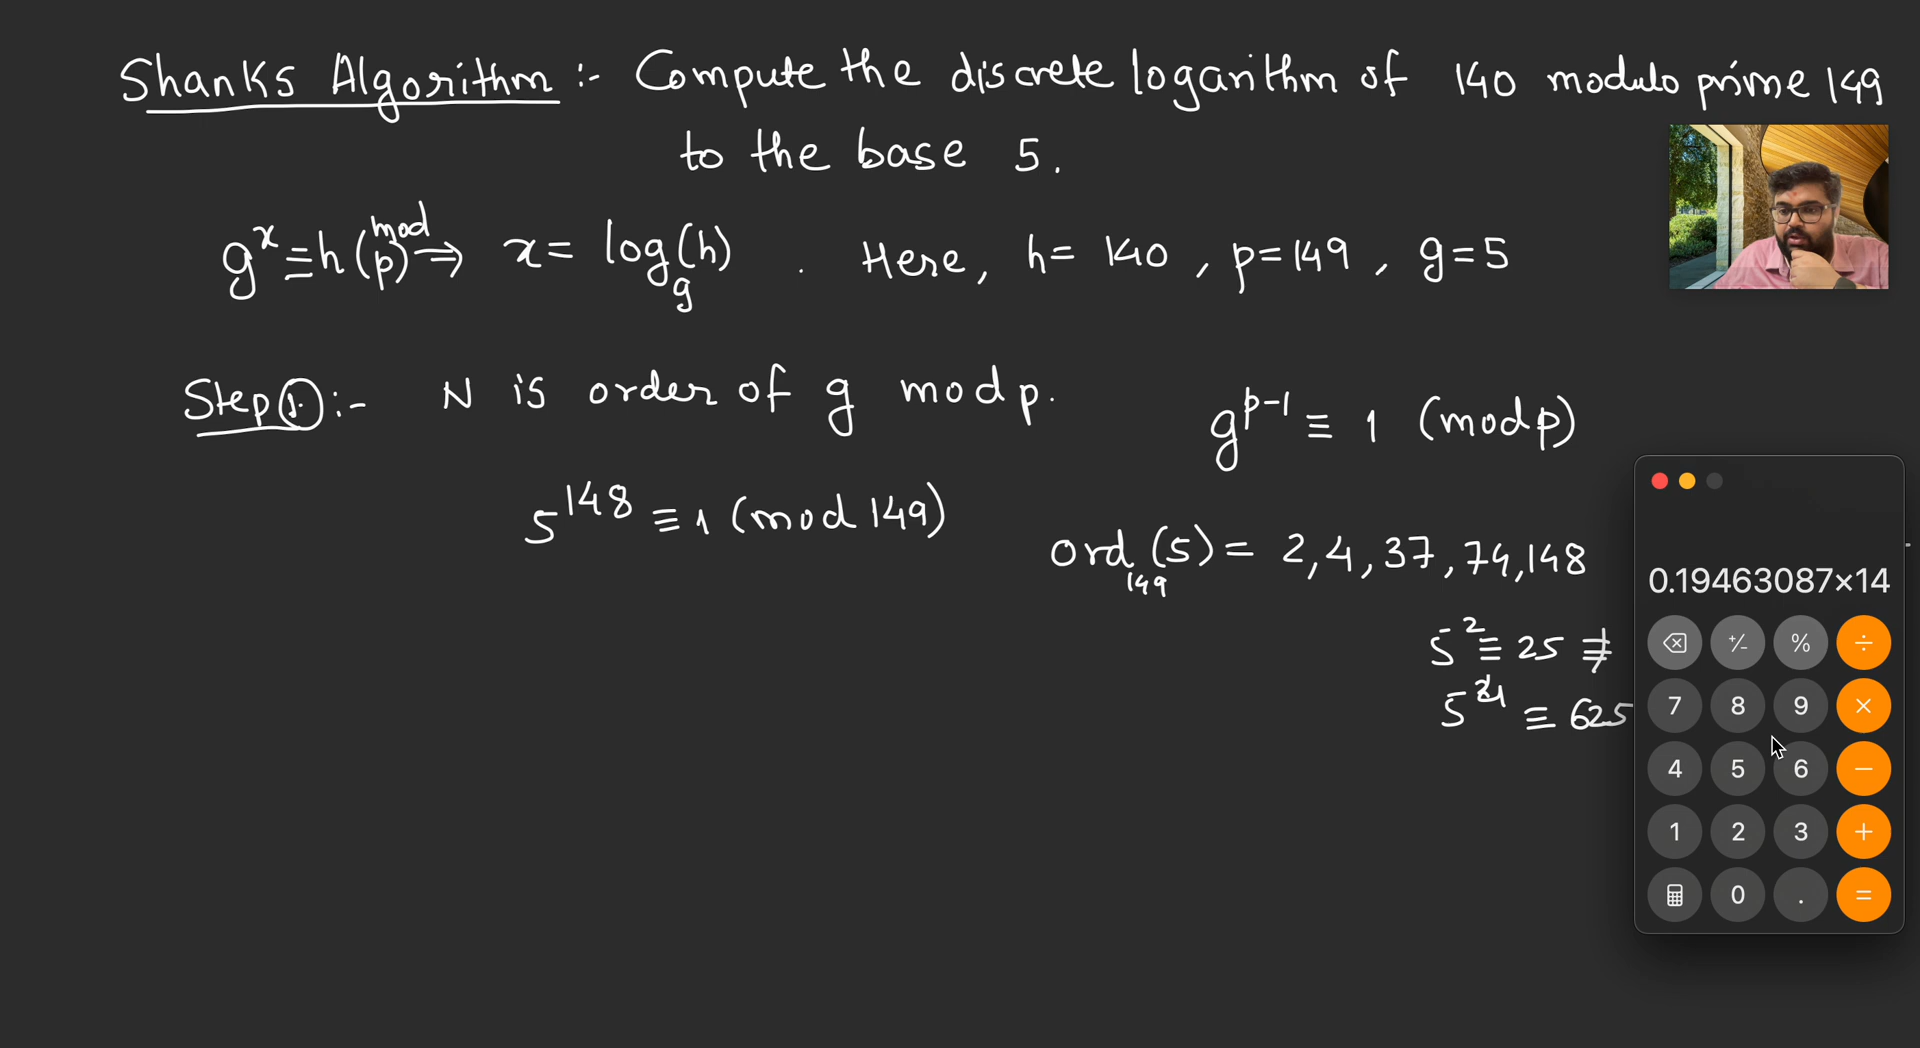 Shanks Algorithm :- Compute the discrete logarithm of 140 modulo prime 149
to the base 5.
g^x ≡ h (mod p) ⇒ x = log_g(h) . Here, h = 140 , p = 149 , g = 5
Step ① :- N is order of g mod p.
g^{p-1} ≡ 1 (mod p)
5^{148} ≡ 1 (mod 149)
ord_{149}(5) = 2, 4, 37, 74, 148
5^2 ≡ 25 ≢
5^4 ≡ 625
0.19463087×14
+/- % ÷
7 8 9 ×
4 5 6 −
1 2 3 +
0 . =